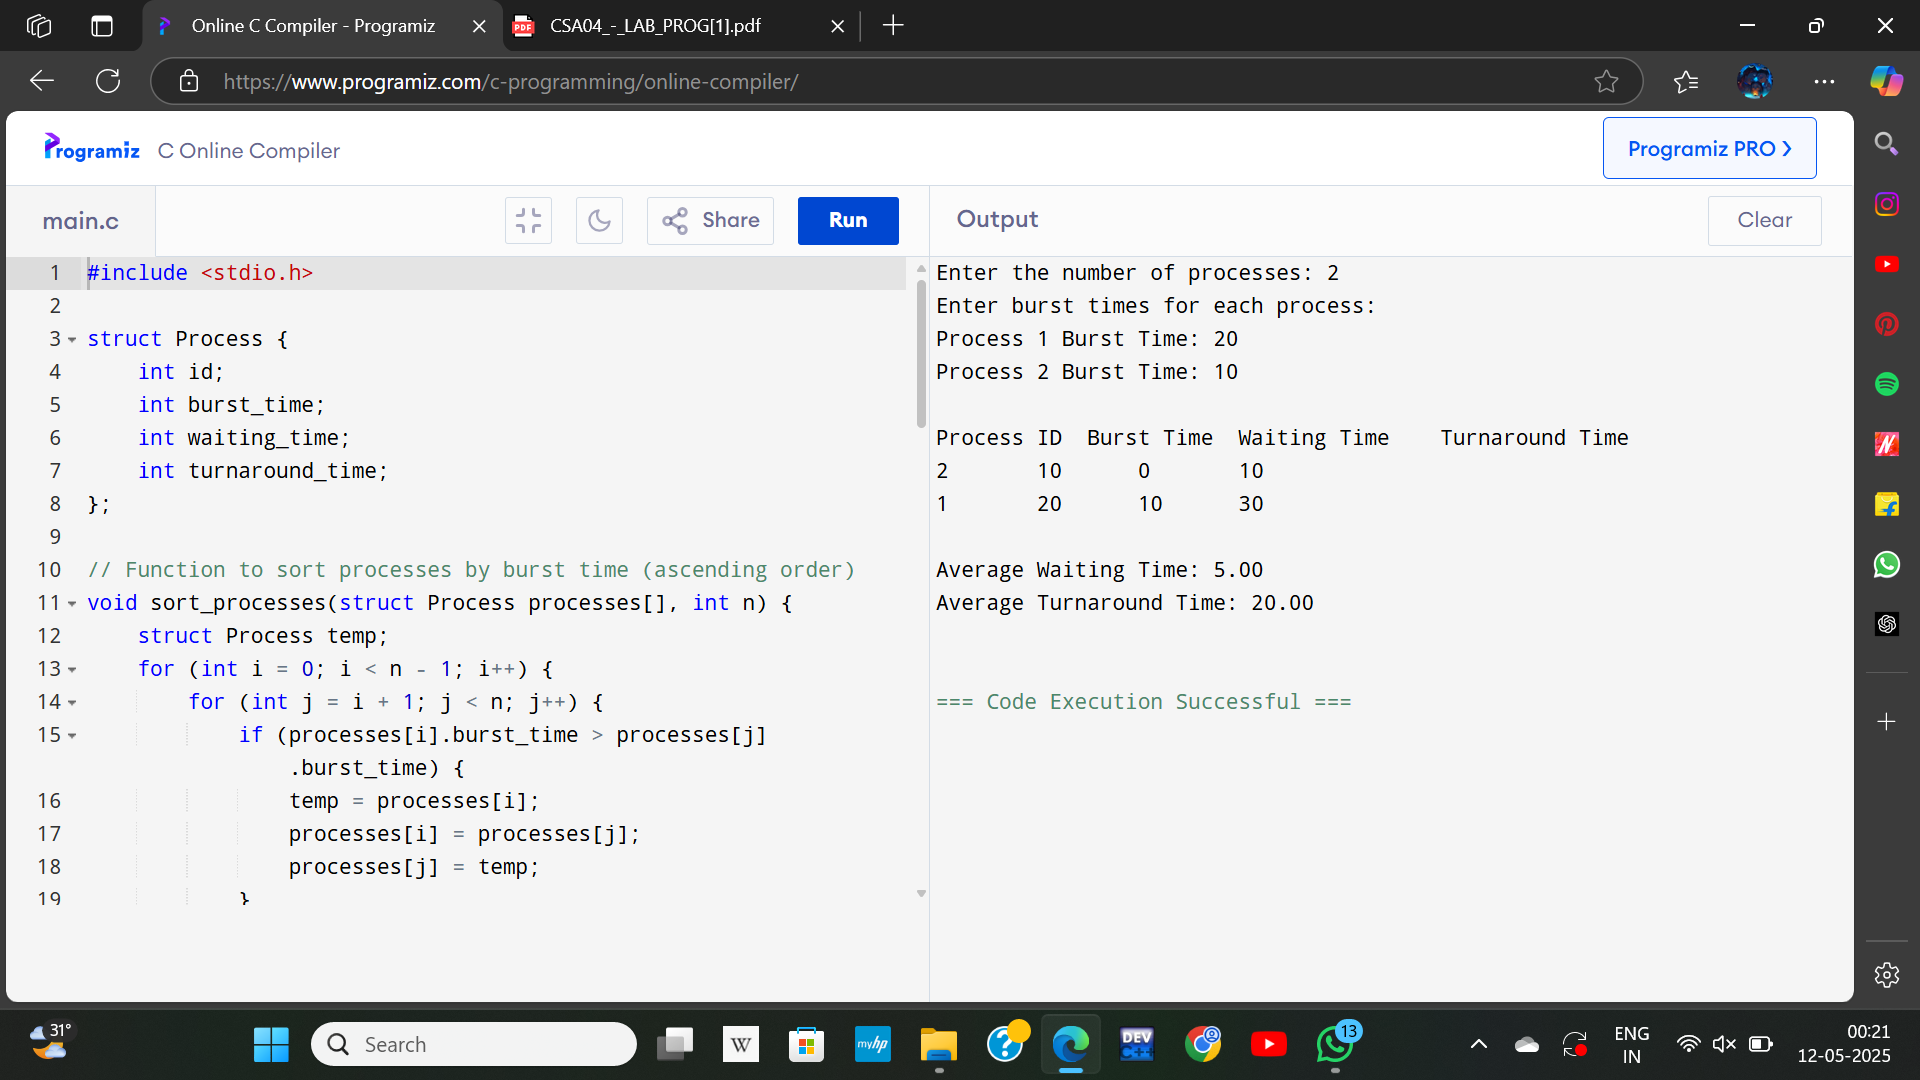 Online C Compiler - Programiz
CSA04_-_LAB_PROG[1].pdf
https://www.programiz.com/c-programming/online-compiler/
Programiz C Online Compiler
Programiz PRO
main.c
Share
Run
Output
Clear
1 #include <stdio.h>
2
3 struct Process {
4 int id;
5 int burst_time;
6 int waiting_time;
7 int turnaround_time;
8 };
9
10 // Function to sort processes by burst time (ascending order)
11 void sort_processes(struct Process processes[], int n) {
12 struct Process temp;
13 for (int i = 0; i < n - 1; i++) {
14 for (int j = i + 1; j < n; j++) {
15 if (processes[i].burst_time > processes[j]
.burst_time) {
16 temp = processes[i];
17 processes[i] = processes[j];
18 processes[j] = temp;
19 }
Enter the number of processes: 2
Enter burst times for each process:
Process 1 Burst Time: 20
Process 2 Burst Time: 10
Process ID Burst Time Waiting Time Turnaround Time
2 10 0 10
1 20 10 30
Average Waiting Time: 5.00
Average Turnaround Time: 20.00
=== Code Execution Successful ===
31°
Search
PDF
W
myhp
DEV
C++
13
ENG
IN
00:21
12-05-2025